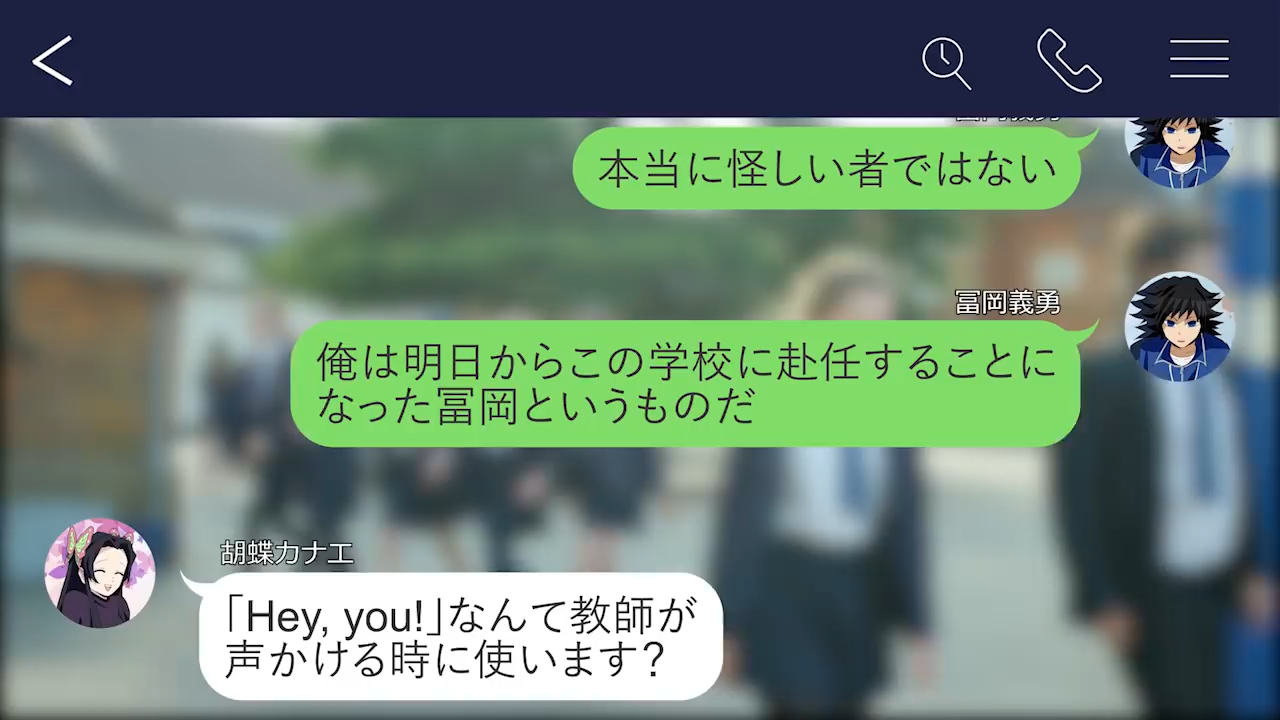 本当に怪しい者ではない
冨岡義勇
俺は明日からこの学校に赴任することに
なった冨岡というものだ
胡蝶カナエ
「Hey, you!」なんて教師が
声かける時に使います?